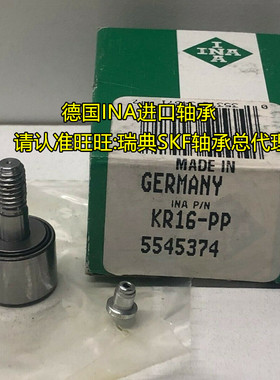 INA
INA
德国INA进口轴承
请认准旺旺:瑞典SKF轴承总代理
MADE IN
GERMANY
INA P/N
KR16-PP
5545374